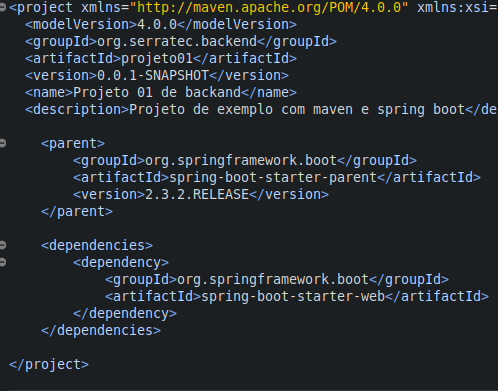 <project xmlns="http://maven.apache.org/POM/4.0.0" xmlns:xsi=
<modelVersion>4.0.0</modelVersion>
<groupId>org.serratec.backend</groupId>
<artifactId>projeto01</artifactId>
<version>0.0.1-SNAPSHOT</version>
<name>Projeto 01 de backand</name>
<description>Projeto de exemplo com maven e spring boot</de
<parent>
<groupId>org.springframework.boot</groupId>
<artifactId>spring-boot-starter-parent</artifactId>
<version>2.3.2.RELEASE</version>
</parent>
<dependencies>
<dependency>
<groupId>org.springframework.boot</groupId>
<artifactId>spring-boot-starter-web</artifactId>
</dependency>
</dependencies>
</project>